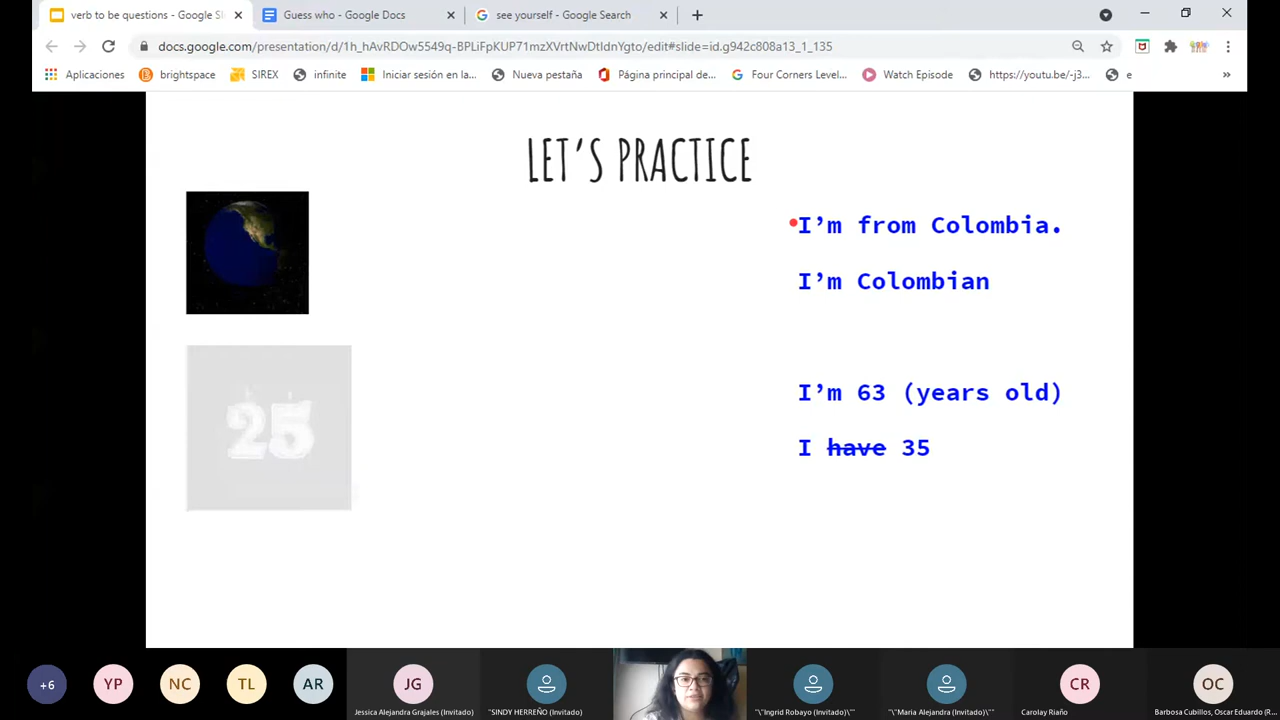 verb to be questions - Google Sl
Guess who - Google Docs
see yourself - Google Search
docs.google.com/presentation/d/1h_hAvRDOw5549q-BPLiFpKUP71mzXVrtNwDtIdnYgto/edit#slide=id.g942c808a13_1_135
Aplicaciones
brightspace
SIREX
infinite
Iniciar sesión en la...
Nueva pestaña
Página principal de...
Four Corners Level...
Watch Episode
https://youtu.be/-j3...
e
»
LET'S PRACTICE
I'm from Colombia.
I'm Colombian
25
I'm 63 (years old)
I have 35
+6
YP
NC
TL
AR
JG
CR
OC
Jessica Alejandra Grajales (Invitado)
"SINDY HERREÑO (Invitado)
"\"Ingrid Robayo (Invitado)\""
"\"Maria Alejandra (Invitado)\""
Carolay Riaño
Barbosa Cubillos, Oscar Eduardo (R...